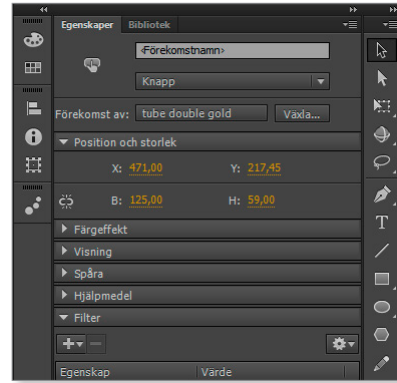 Egenskaper Bibliotek
<Förekomstnamn>
Knapp
Förekomst av: tube double gold Växla...
Position och storlek
X: 471,00 Y: 217,45
B: 125,00 H: 59,00
Färgeffekt
Visning
Spåra
Hjälpmedel
Filter
Egenskap Värde